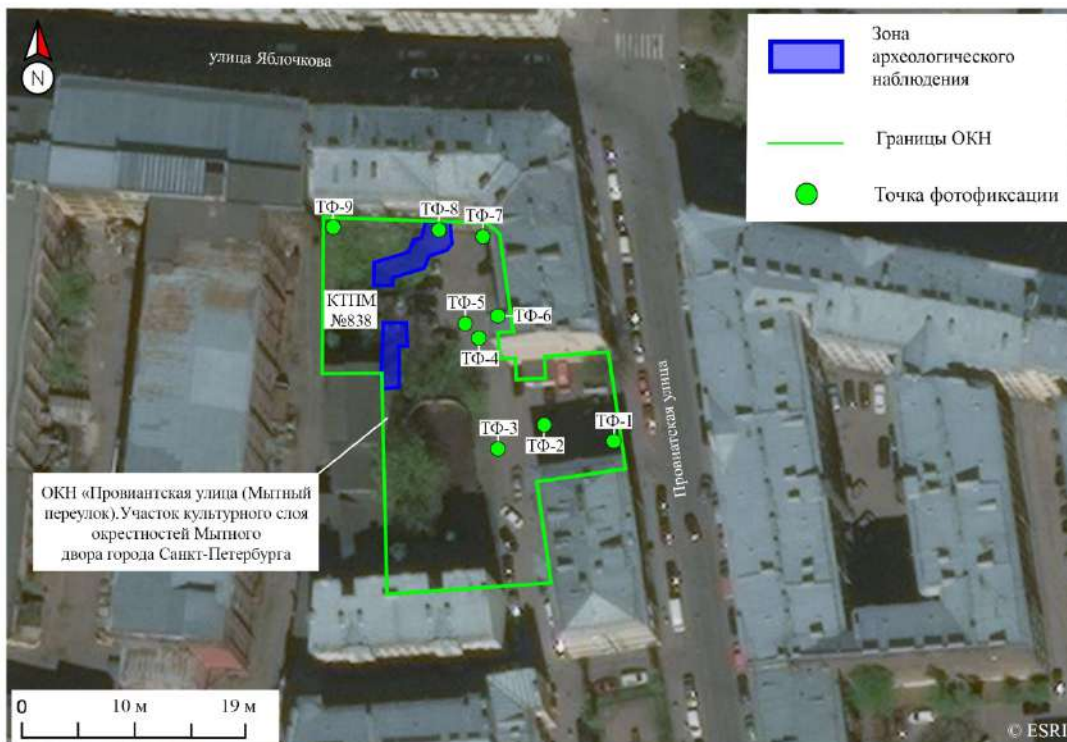 улица Яблочкова
N
Зона
археологического
наблюдения
Границы ОКН
Точка фотофиксации
ТФ-9
ТФ-8
ТФ-7
КТПМ
№838
ТФ-5
ТФ-6
ТФ-4
ТФ-3
ТФ-2
ТФ-1
Провиатская улица
ОКН «Провиантская улица (Мытный
переулок).Участок культурного слоя
окрестностей Мытного
двора города Санкт-Петербурга
0 10 м 19 м
© ESRI